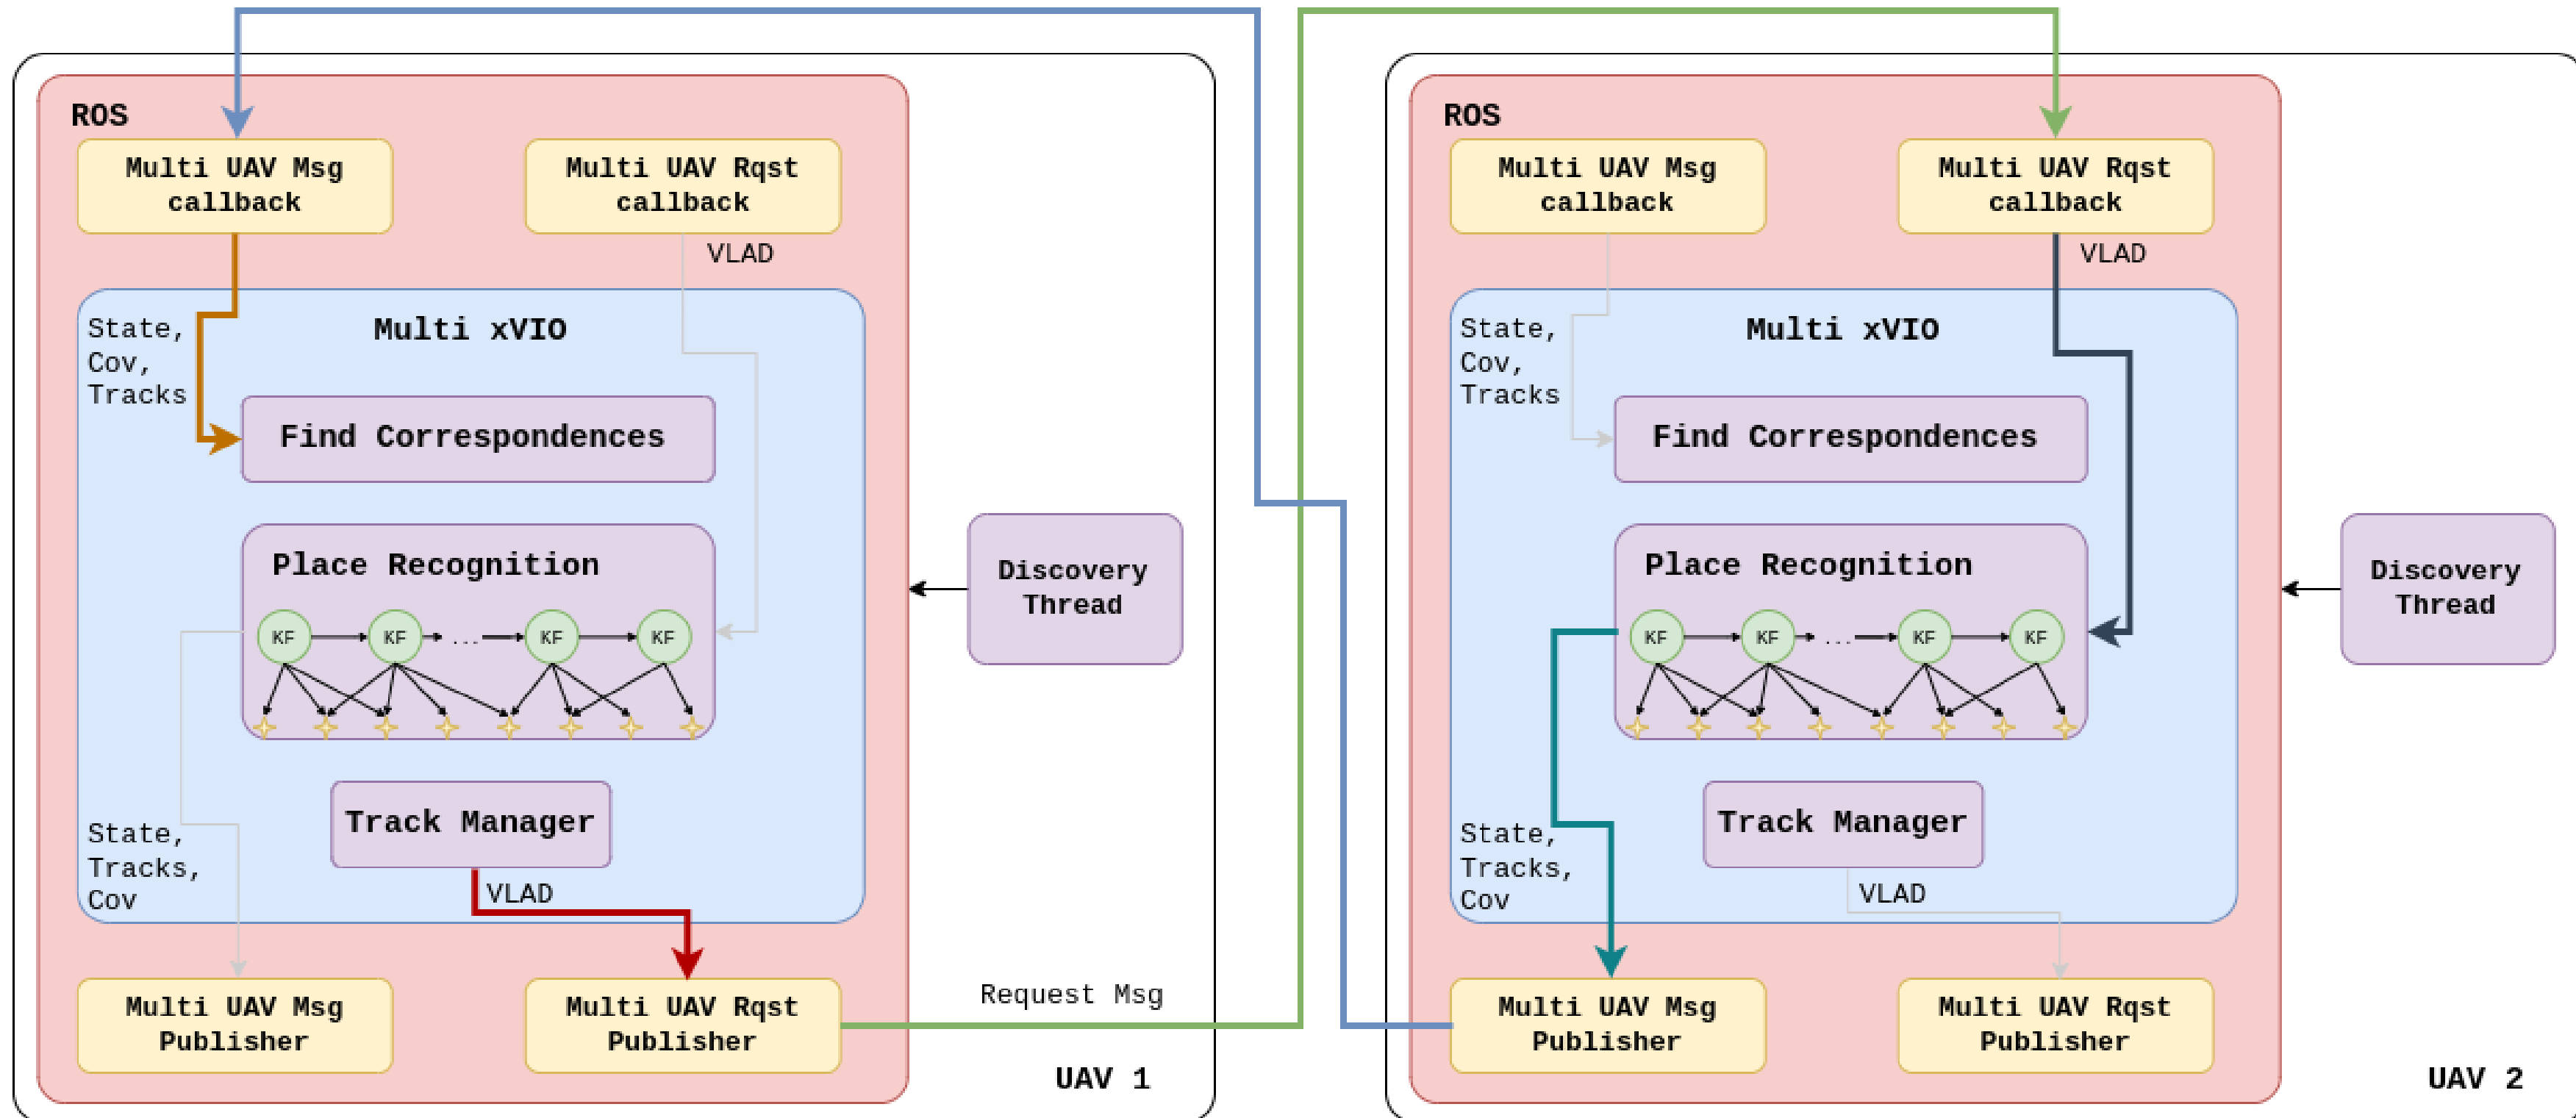 ROS
Multi UAV Msg
callback
Multi UAV Rqst
callback
VLAD
State,
Cov,
Tracks
Multi xVIO
Find Correspondences
Place Recognition
KF
KF
...
KF
KF
Track Manager
State,
Tracks,
Cov
VLAD
Multi UAV Msg
Publisher
Multi UAV Rqst
Publisher
Discovery
Thread
Request Msg
UAV 1
ROS
Multi UAV Msg
callback
Multi UAV Rqst
callback
VLAD
State,
Cov,
Tracks
Multi xVIO
Find Correspondences
Place Recognition
KF
KF
...
KF
KF
Track Manager
State,
Tracks,
Cov
VLAD
Multi UAV Msg
Publisher
Multi UAV Rqst
Publisher
Discovery
Thread
UAV 2